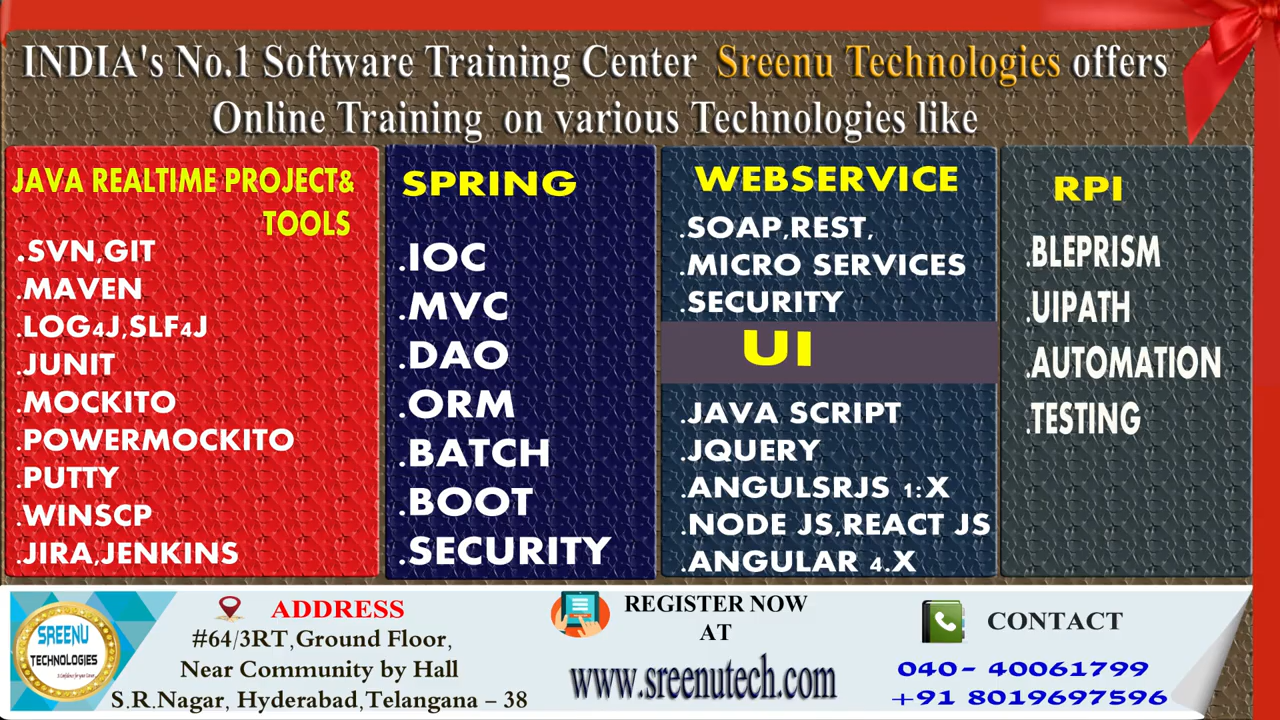 INDIA's No.1 Software Training Center Sreenu Technologies offers
Online Training on various Technologies like
JAVA REALTIME PROJECT&
TOOLS
.SVN,GIT
.MAVEN
.LOG4J,SLF4J
.JUNIT
.MOCKITO
.POWERMOCKITO
.PUTTY
.WINSCP
.JIRA,JENKINS
SPRING
.IOC
.MVC
.DAO
.ORM
.BATCH
.BOOT
.SECURITY
WEBSERVICE
.SOAP,REST,
.MICRO SERVICES
.SECURITY
UI
.JAVA SCRIPT
.JQUERY
.ANGULSRJS 1:X
.NODE JS,REACT JS
.ANGULAR 4.X
RPI
.BLEPRISM
.UIPATH
.AUTOMATION
.TESTING
SREENU
TECHNOLOGIES
ADDRESS
#64/3RT,Ground Floor,
Near Community by Hall
S.R.Nagar, Hyderabad,Telangana – 38
REGISTER NOW
AT
www.sreenutech.com
CONTACT
040- 40061799
+91 8019697596